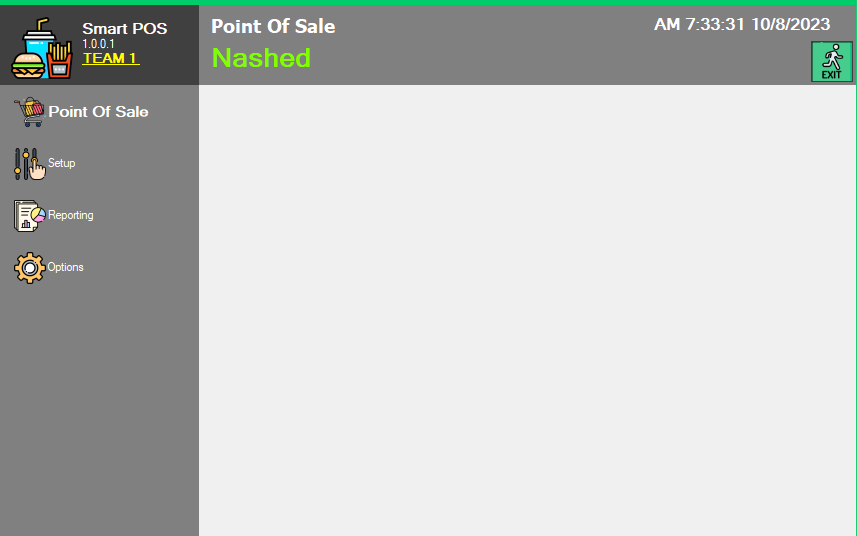 Smart POS
1.0.0.1
TEAM 1
Point Of Sale
Nashed
AM 7:33:31 10/8/2023
EXIT
Point Of Sale
Setup
Reporting
Options